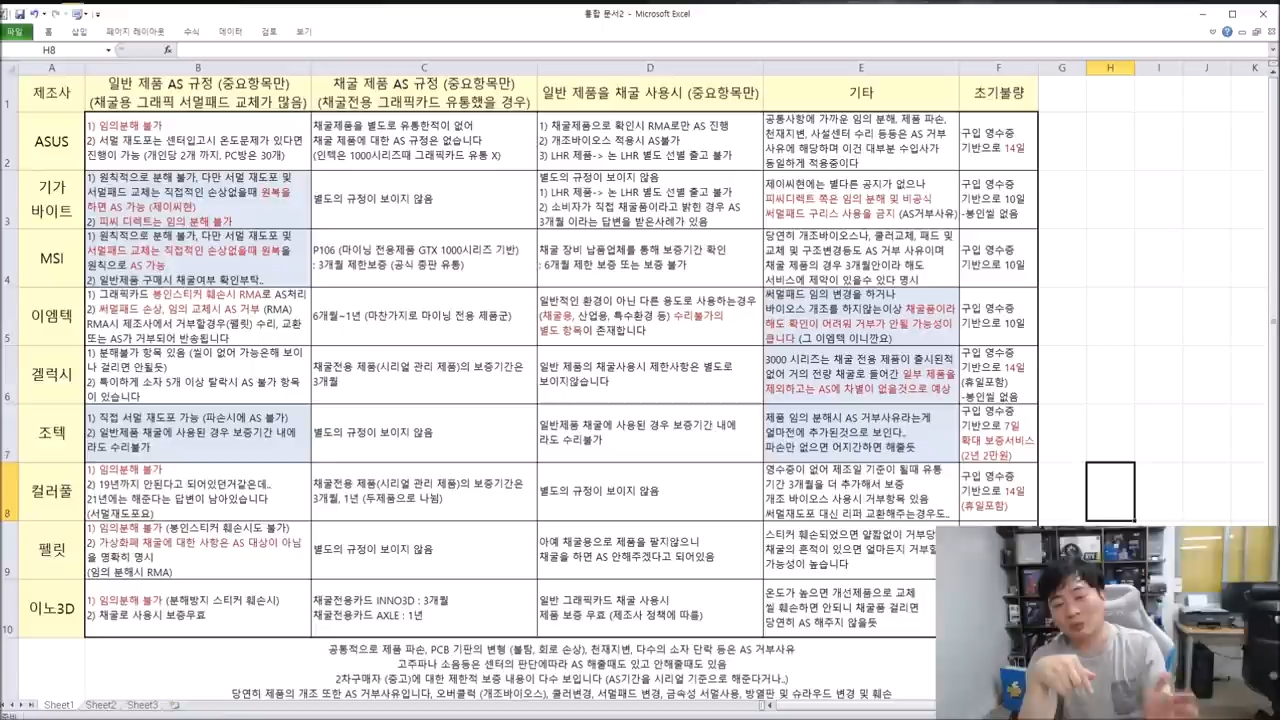 통합 문서2 - Microsoft Excel
파일 홈 삽입 페이지 레이아웃 수식 데이터 검토 보기
H8 fx
A B C D E F G H I J K
1
제조사
일반 제품 AS 규정 (중요항목만)
(채굴용 그래픽 서멀패드 교체가 많음)
채굴 제품 AS 규정 (중요항목만)
(채굴전용 그래픽카드 유통했을 경우)
일반 제품을 채굴 사용시 (중요항목만)
기타
초기불량
2
ASUS
1) 임의분해 불가
2) 서멀 재도포는 센터입고시 온도문제가 있다면
진행이 가능 (개인당 2개 까지, PC방은 30개)
채굴제품을 별도로 유통한적이 없어
채굴 제품에 대한 AS 규정은 없습니다
(인텍은 1000시리즈때 그래픽카드 유통 X)
1) 채굴제품으로 확인시 RMA로만 AS 진행
2) 개조바이오스 적용시 AS불가
3) LHR 제품-> 논 LHR 별도 선별 출고 불가
공통사항에 가까운 임의 분해, 제품 파손,
천재지변, 사설센터 수리 등등은 AS 거부
사유에 해당하며 이건 대부분 수입사가
동일하게 적용중이다
구입 영수증
기반으로 14일
3
기가
바이트
1) 원칙적으로 분해 불가, 다만 서멀 재도포 및
서멀패드 교체는 직접적인 손상없을때 원복을
하면 AS 가능 (제이씨현)
2) 피씨 디렉트는 임의 분해 불가
별도의 규정이 보이지 않음
별도의 규정이 보이지 않음
1) LHR 제품-> 논 LHR 별도 선별 출고 불가
2) 소비자가 직접 채굴품이라고 밝힌 경우 AS
3개월 이라는 답변을 받은사례가 있음
제이씨현에는 별다른 공지가 없으나
피씨디렉트 쪽은 임의 분해 및 비공식
써멀패드 구리스 사용을 금지 (AS거부사유)
구입 영수증
기반으로 10일
-봉인씰 없음
4
MSI
1) 원칙적으로 분해 불가, 다만 서멀 재도포 및
서멀패드 교체는 직접적인 손상없을때 원복을
원칙으로 AS 가능
2) 일반제품 구매시 채굴여부 확인부탁..
P106 (마이닝 전용제품 GTX 1000시리즈 기반)
: 3개월 제한보증 (공식 총판 유통)
채굴 장비 납품업체를 통해 보증기간 확인
: 6개월 제한 보증 또는 보증 불가
당연히 개조바이오스나, 쿨러교체, 패드 및
교체 및 구조변경등도 AS 거부 사유이며
채굴 제품의 경우 3개월안이라 해도
서비스에 제약이 있을수 있다 명시
구입 영수증
기반으로 10일
5
이엠텍
1) 그래픽카드 봉인스티커 훼손시 RMA로 AS처리
2) 써멀패드 손상, 임의 교체시 AS 거부 (RMA)
RMA시 제조사에서 거부할경우(팰릿) 수리, 교환
또는 AS가 거부되어 반송됩니다
6개월~1년 (마찬가지로 마이닝 전용 제품군)
일반적인 환경이 아닌 다른 용도로 사용하는경우
(채굴용, 산업용, 특수환경 등) 수리불가의
별도 항목이 존재합니다
써멀패드 임의 변경을 하거나
바이오스 개조를 하지않는이상 채굴품이라
해도 확인이 어려워 거부가 안될 가능성이
큽니다 (그 이엠텍 이니까요)
구입 영수증
기반으로 10일
6
겔럭시
1) 분해불가 항목 있음 (씰이 없어 가능은해 보이
나 걸리면 안될듯)
2) 특이하게 소자 5개 이상 탈락시 AS 불가 항목
이 있습니다
채굴전용 제품(시리얼 관리 제품)의 보증기간은
3개월
일반 제품의 채굴사용시 제한사항은 별도로
보이지않습니다
3000 시리즈는 채굴 전용 제품이 출시된적
없어 거의 전량 채굴로 들어간 일부 제품을
제외하고는 AS에 차별이 없을것으로 예상
구입 영수증
기반으로 14일
(휴일포함)
-봉인씰 없음
7
조텍
1) 직접 서멀 재도포 가능 (파손시에 AS 불가)
2) 일반제품 채굴에 사용된 경우 보증기간 내에
라도 수리불가
별도의 규정이 보이지 않음
일반제품 채굴에 사용된 경우 보증기간 내에
라도 수리불가
제품 임의 분해시 AS 거부사유라는게
얼마전에 추가된것으로 보인다..
파손만 없으면 어지간하면 해줄듯
구입 영수증
기반으로 7일
확대 보증서비스
(2년 2만원)
8
컬러풀
1) 임의분해 불가
2) 19년까지 안된다고 되어있던거같은데..
21년에는 해준다는 답변이 남아있습니다
(서멀재도포요)
채굴전용 제품(시리얼 관리 제품)의 보증기간은
3개월, 1년 (두제품으로 나뉨)
별도의 규정이 보이지 않음
영수증이 없어 제조일 기준이 될때 유통
기간 3개월을 더 추가해서 보증
개조 바이오스 사용시 거부항목 있음
써멀재도포 대신 리퍼 교환해주는경우도..
구입 영수증
기반으로 14일
(휴일포함)
9
팰릿
1) 임의분해 불가 (봉인스티커 훼손시도 불가)
2) 가상화폐 채굴에 대한 사항은 AS 대상이 아님
을 명확히 명시
(임의 분해시 RMA)
별도의 규정이 보이지 않음
아예 채굴용으로 제품을 팔지않으니
채굴을 하면 AS 안해주겠다고 되어있음
스티커 훼손되었으면 얄짧없이 거부당
채굴의 흔적이 있으면 얼마든지 거부할
가능성이 높습니다
10
이노3D
1) 임의분해 불가 (분해방지 스티커 훼손시)
2) 채굴로 사용시 보증무효
채굴전용카드 INNO3D : 3개월
채굴전용카드 AXLE : 1년
일반 그래픽카드 채굴 사용시
제품 보증 무효 (제조사 정책에 따름)
온도가 높으면 개선제품으로 교체
씰 훼손하면 안되니 채굴품 걸리면
당연히 AS 해주지 않을듯
공통적으로 제품 파손, PCB 기판의 변형 (불탐, 회로 손상), 천재지변, 다수의 소자 단락 등은 AS 거부사유
고주파나 소음등은 센터의 판단에따라 AS 해줄때도 있고 안해줄때도 있음
2차구매자 (중고)에 대한 제한적 보증 내용이 다수 보입니다 (AS기간을 시리얼 기준으로 해준다거나..)
당연히 제품의 개조 또한 AS 거부사유입니다, 오버클럭 (개조바이오스), 쿨러변경, 서멀패드 변경, 금속성 서멀사용, 방열판 및 슈라우드 변경 및 훼손
Sheet1 Sheet2 Sheet3
준비